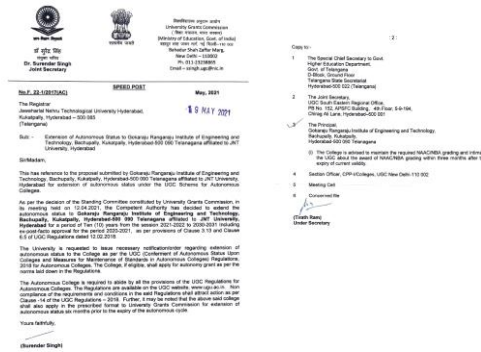 डॉ सुरेंद्र सिंह
संयुक्त सचिव
Dr. Surender Singh
Joint Secretary
विश्वविद्यालय अनुदान आयोग
University Grants Commission
(Ministry of Education, Govt. of India)
Bahadur Shah Zafar Marg,
New Delhi – 110002
SPEED POST
No.F. 22-1/2017(AC)
May, 2021
The Registrar
Jawaharlal Nehru Technological University Hyderabad,
Kukatpally, Hyderabad – 500 085
(Telangana)
19 MAY 2021
Sub:- Extension of Autonomous Status to Gokaraju Rangaraju Institute of Engineering and
Technology, Bachupally, Kukatpally, Hyderabad-500 090 Telangana affiliated to JNT
University, Hyderabad
Sir/Madam,
This has reference to the proposal submitted by Gokaraju Rangaraju Institute of Engineering and
Technology, Bachupally, Kukatpally, Hyderabad-500 090 Telangana affiliated to JNT University,
Hyderabad for extension of autonomous status under the UGC Scheme for Autonomous
Colleges.
As per the decision of the Standing Committee constituted by University Grants Commission, in
its meeting held on 12.04.2021, the Competent Authority has decided to extend the
autonomous status to Gokaraju Rangaraju Institute of Engineering and Technology,
Bachupally, Kukatpally, Hyderabad-500 090 Telangana affiliated to JNT University,
Hyderabad for a period of Ten (10) years from the session 2021-2022 to 2030-2031 including
ex-post-facto approval for the period 2020-2021, as per provisions of Clause 3.13 and Clause
6.5 of UGC Regulations dated 12.02.2018.
The University is requested to issue necessary notification/order regarding extension of
autonomous status to the College as per the UGC (Conferment of Autonomous Status Upon
Colleges and Measures for Maintenance of Standards in Autonomous Colleges) Regulations,
2018 for Autonomous Colleges. The College, if eligible, shall apply for autonomy grant as per the
norms laid down in the Regulations.
The Autonomous College is required to abide by all the provisions of the UGC Regulations for
Autonomous Colleges. The Regulations are available on the UGC website, www.ugc.ac.in. Non
compliance of the requirements and conditions in the said Regulations shall attract action as per
Clause -14 of the UGC Regulations – 2018. Further, it may be noted that the above said college
shall also apply in the prescribed format to University Grants Commission for extension of
autonomous status six months prior to the expiry of the autonomous cycle.
Yours faithfully,
(Surender Singh)
: 2 :
Copy to -
1 The Special Chief Secretary to Govt.
Higher Education Department,
Govt. of Telangana
D-Block, Ground Floor
Telangana State Secretariat
Hyderabad-500 022 (Telangana)
2 The Joint Secretary,
UGC South Eastern Regional Office,
PB No. 152, APSFC Building, 4th Floor, 5-9-194,
Chirag Ali Lane, Hyderabad–500 001
3 The Principal,
Gokaraju Rangaraju Institute of Engineering and Technology,
Bachupally, Kukatpally,
Hyderabad-500 090 Telangana
(i) The College is advised to maintain the required NAAC/NBA grading and intimate
the UGC about the award of NAAC/NBA grading within three months after the
expiry of current validity.
4 Section Officer, CPP-I/Colleges, UGC New Delhi-110 002
5 Meeting Cell
6 Concerned file
(Tirath Ram)
Under Secretary